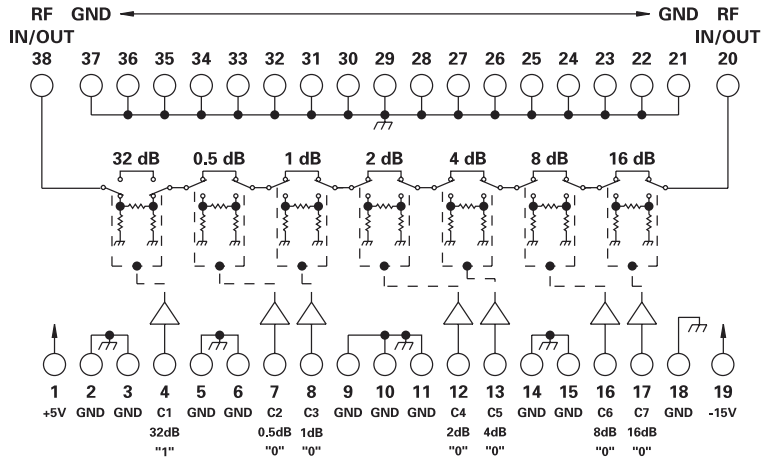 RF GND GND RF
IN/OUT IN/OUT
38 37 36 35 34 33 32 31 30 29 28 27 26 25 24 23 22 21 20
32 dB 0.5 dB 1 dB 2 dB 4 dB 8 dB 16 dB
1 2 3 4 5 6 7 8 9 10 11 12 13 14 15 16 17 18 19
+5V GND GND C1 GND GND C2 C3 GND GND GND C4 C5 GND GND C6 C7 GND -15V
32dB 0.5dB 1dB 2dB 4dB 8dB 16dB
"1" "0" "0" "0" "0" "0" "0"